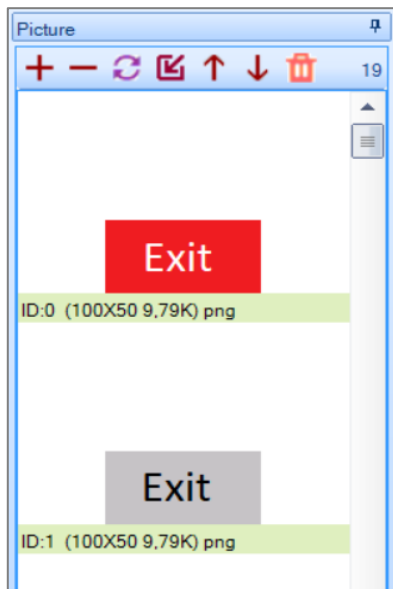 Picture
19
Exit
ID:0 (100X50 9,79K) png
Exit
ID:1 (100X50 9,79K) png